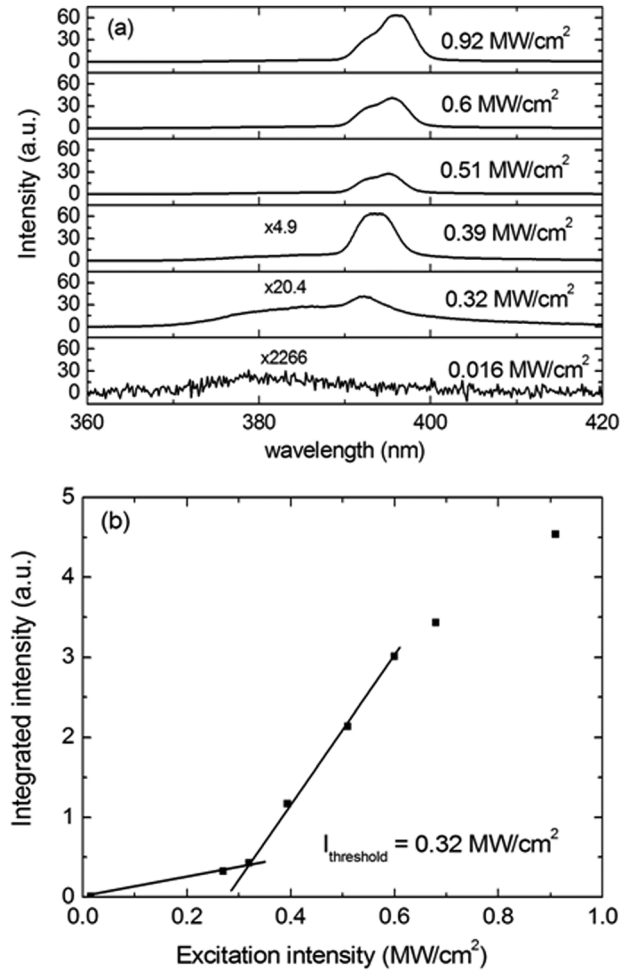 (a)
60
30
0
0.92 MW/cm²
60
30
0
0.6 MW/cm²
60
30
0
0.51 MW/cm²
60
30
0
x4.9
0.39 MW/cm²
60
30
0
x20.4
0.32 MW/cm²
60
30
0
x2266
0.016 MW/cm²
Intensity (a.u.)
360 380 400 420
wavelength (nm)
(b)
5
4
3
2
1
0
Integrated intensity (a.u.)
I threshold = 0.32 MW/cm²
0.0 0.2 0.4 0.6 0.8 1.0
Excitation intensity (MW/cm²)